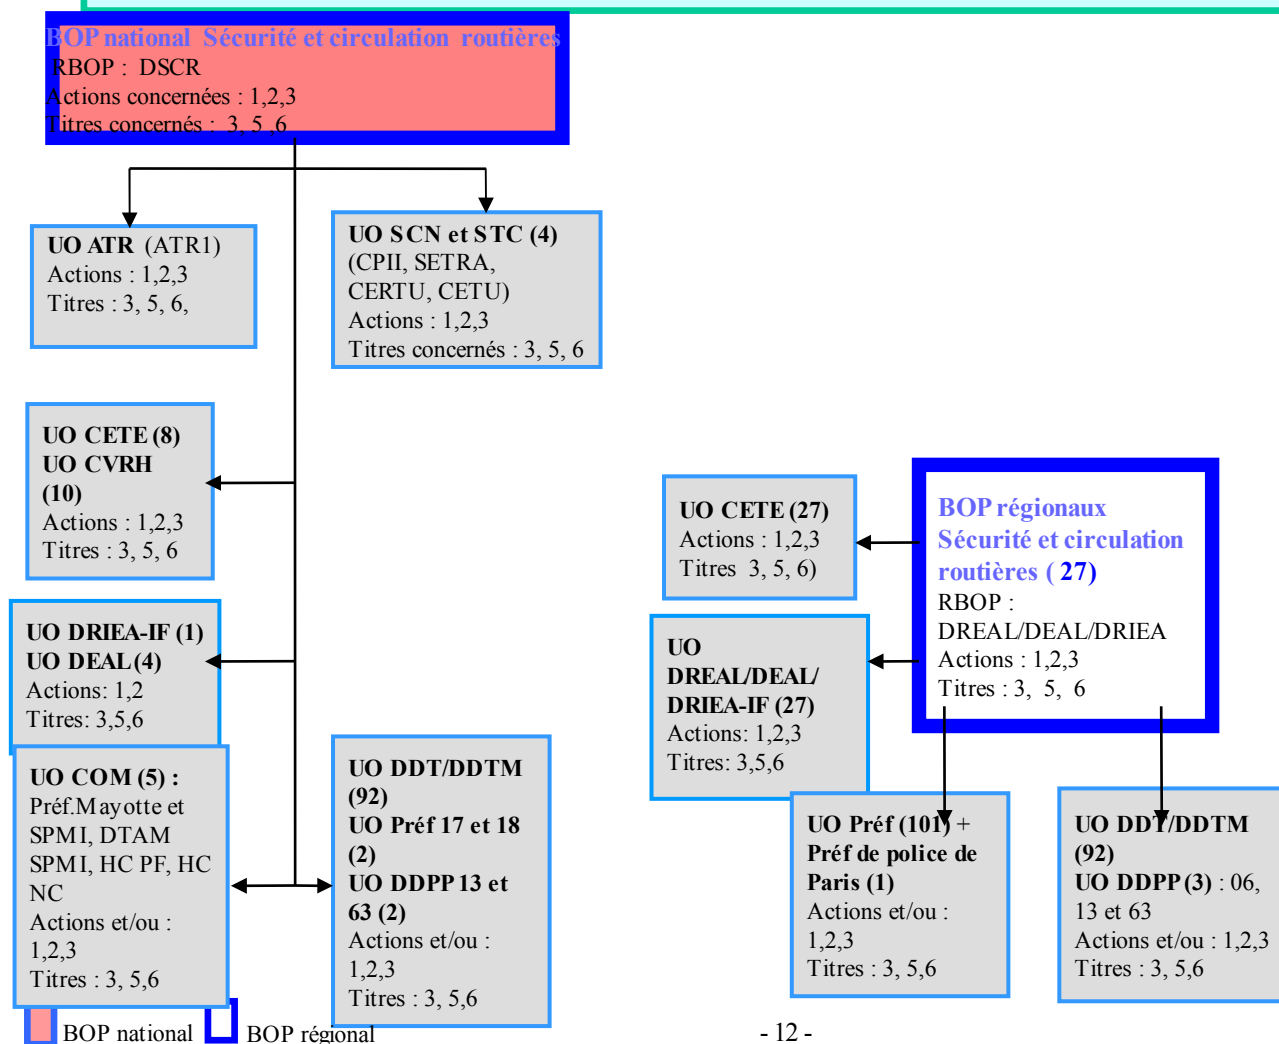 BOP national  Sécurité et circulation routières
RBOP :  DSCR
Actions concernées : 1,2,3
Titres concernés :  3, 5 ,6
UO ATR  (ATR1)
Actions : 1,2,3
Titres : 3, 5, 6,
UO SCN et STC (4)
(CPII, SETRA,
CERTU, CETU)
Actions : 1,2,3
Titres concernés : 3, 5, 6
UO CETE (8)
UO CVRH
(10)
Actions : 1,2,3
Titres : 3, 5, 6
UO DRIEA-IF (1)
UO DEAL (4)
Actions: 1,2
Titres: 3,5,6
UO COM (5) :
Préf.Mayotte et
SPMI, DTAM
SPMI, HC PF, HC
NC
Actions et/ou :
1,2,3
Titres : 3, 5,6
UO DDT/DDTM
(92)
UO Préf 17 et 18
(2)
UO DDPP 13 et
63 (2)
Actions et/ou :
1,2,3
Titres : 3, 5,6
UO CETE (27)
Actions : 1,2,3
Titres  3, 5, 6)
BOP régionaux
Sécurité et circulation
routières ( 27)
RBOP :
DREAL/DEAL/DRIEA
Actions : 1,2,3
Titres : 3,  5,  6
UO
DREAL/DEAL/
DRIEA-IF (27)
Actions: 1,2,3
Titres: 3,5,6
UO Préf (101) +
Préf de police de
Paris (1)
Actions et/ou :
1,2,3
Titres : 3, 5,6
UO DDT/DDTM
(92)
UO DDPP (3) : 06,
13 et 63
Actions et/ou : 1,2,3
Titres : 3, 5,6
BOP national
BOP régional
- 12 -